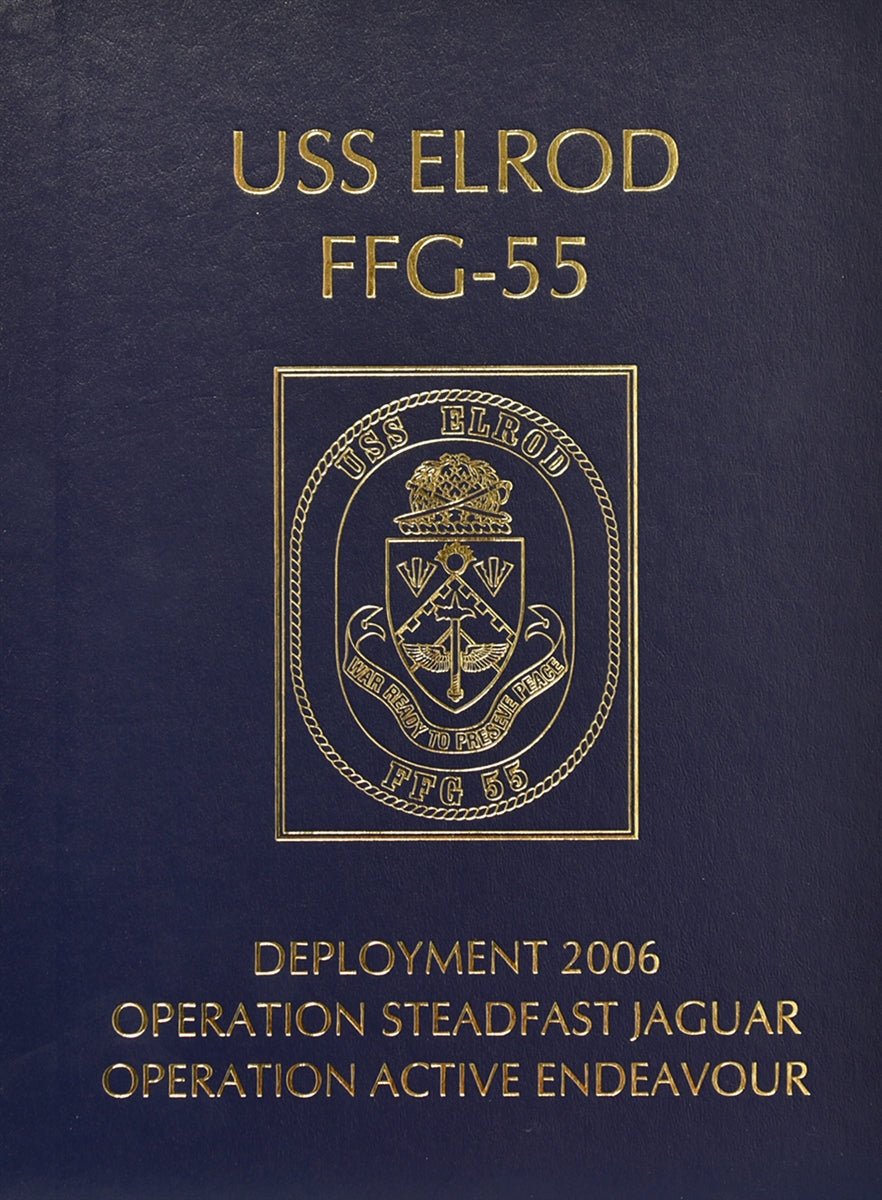 USS ELROD
FFG-55
USS ELROD
WAR READY TO PRESEVE PEACE
FFG 55
DEPLOYMENT 2006
OPERATION STEADFAST JAGUAR
OPERATION ACTIVE ENDEAVOUR